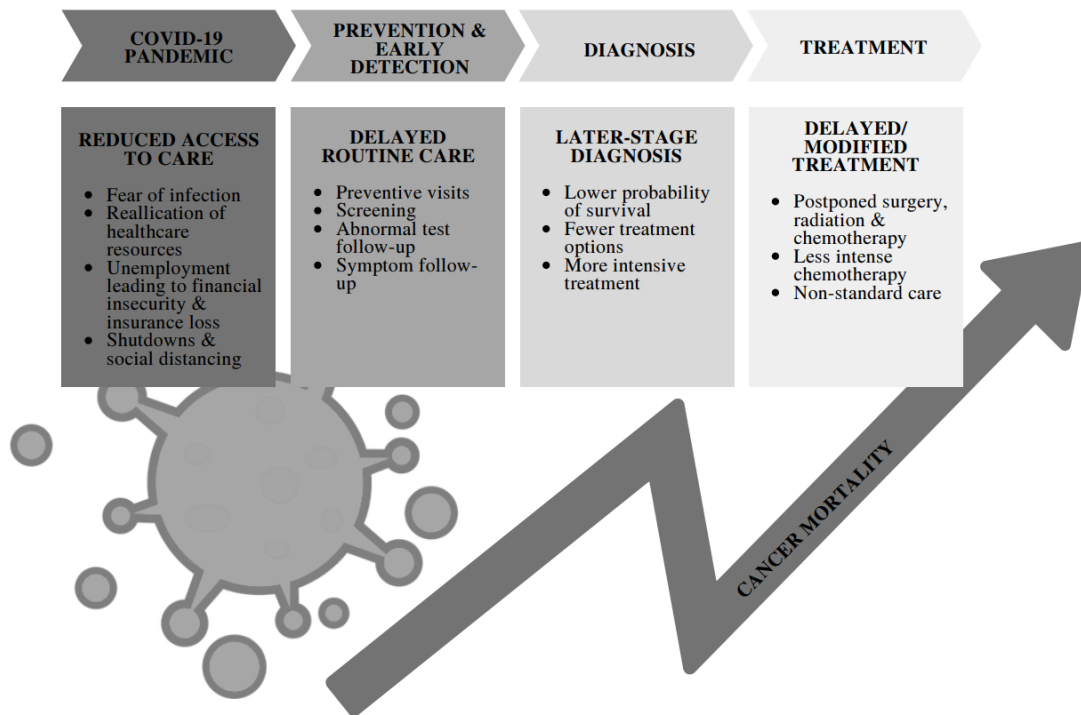 COVID-19
PANDEMIC
PREVENTION &
EARLY
DETECTION
DIAGNOSIS
TREATMENT
REDUCED ACCESS
TO CARE
• Fear of infection
• Reallication of
healthcare
resources
• Unemployment
leading to financial
insecurity &
insurance loss
• Shutdowns &
social distancing
DELAYED
ROUTINE CARE
• Preventive visits
• Screening
• Abnormal test
follow-up
• Symptom follow-
up
LATER-STAGE
DIAGNOSIS
• Lower probability
of survival
• Fewer treatment
options
• More intensive
treatment
DELAYED/
MODIFIED
TREATMENT
• Postponed surgery,
radiation &
chemotherapy
• Less intense
chemotherapy
• Non-standard care
CANCER MORTALITY